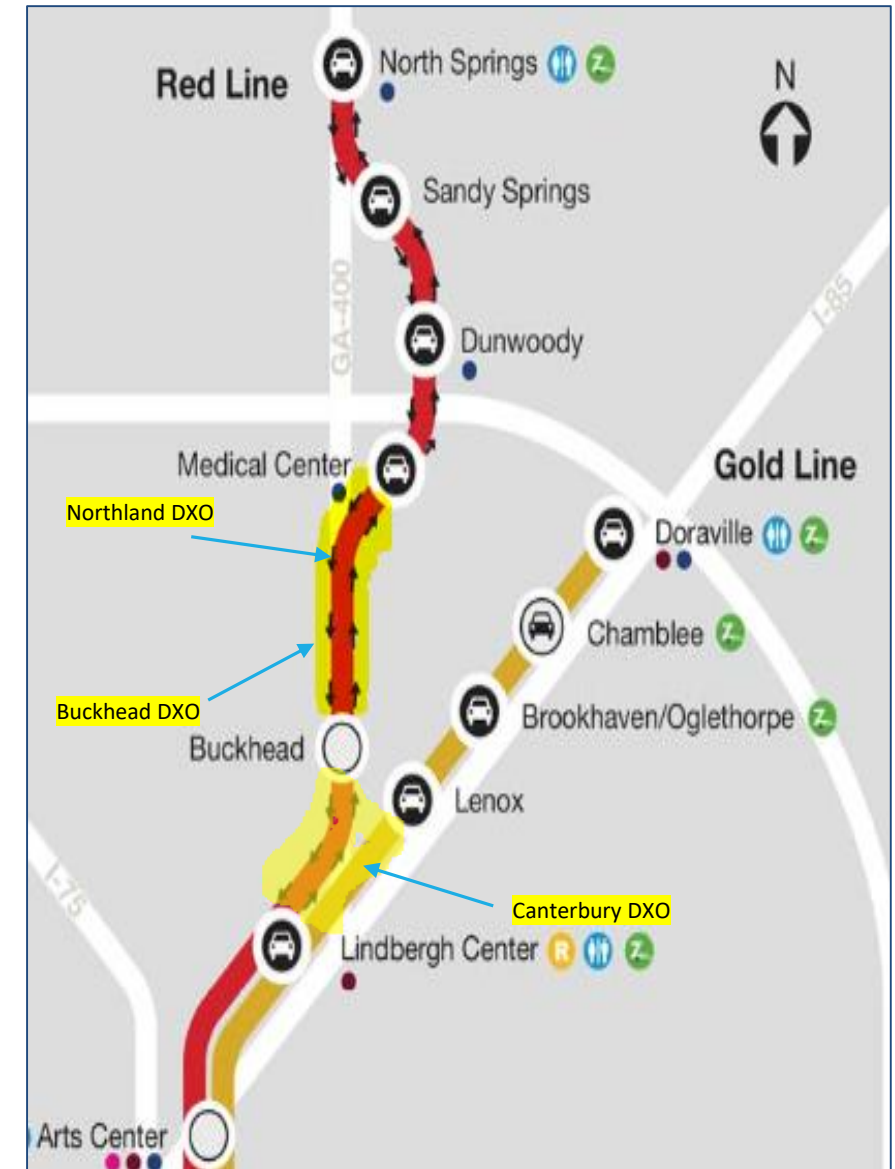 North Springs
Red Line
N
Sandy Springs
GA-400
I-85
Dunwoody
Medical Center
Gold Line
Northland DXO
Doraville
Chamblee
Buckhead DXO
Brookhaven/Oglethorpe
Buckhead
Lenox
I-75
Canterbury DXO
Lindbergh Center R
Arts Center